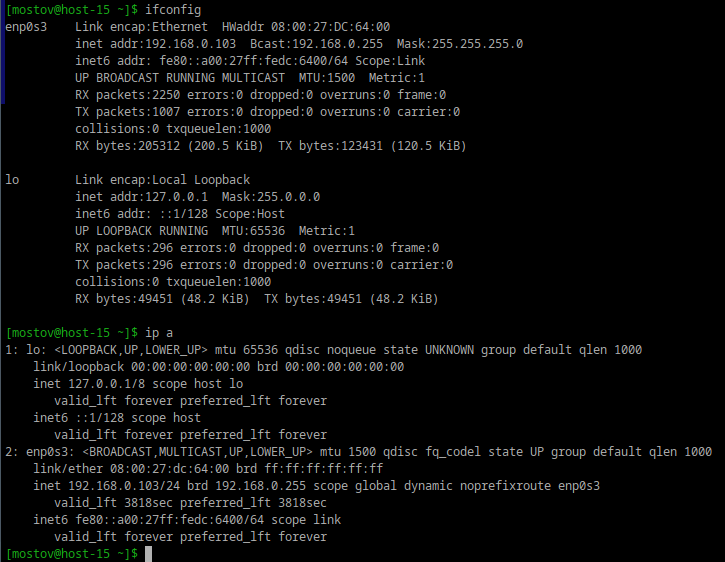 [mostov@host-15 ~]$ ifconfig
enp0s3    Link encap:Ethernet  HWaddr 08:00:27:DC:64:00
          inet addr:192.168.0.103  Bcast:192.168.0.255  Mask:255.255.255.0
          inet6 addr: fe80::a00:27ff:fedc:6400/64 Scope:Link
          UP BROADCAST RUNNING MULTICAST  MTU:1500  Metric:1
          RX packets:2250 errors:0 dropped:0 overruns:0 frame:0
          TX packets:1007 errors:0 dropped:0 overruns:0 carrier:0
          collisions:0 txqueuelen:1000
          RX bytes:205312 (200.5 KiB)  TX bytes:123431 (120.5 KiB)

lo        Link encap:Local Loopback
          inet addr:127.0.0.1  Mask:255.0.0.0
          inet6 addr: ::1/128 Scope:Host
          UP LOOPBACK RUNNING  MTU:65536  Metric:1
          RX packets:296 errors:0 dropped:0 overruns:0 frame:0
          TX packets:296 errors:0 dropped:0 overruns:0 carrier:0
          collisions:0 txqueuelen:1000
          RX bytes:49451 (48.2 KiB)  TX bytes:49451 (48.2 KiB)

[mostov@host-15 ~]$ ip a
1: lo: <LOOPBACK,UP,LOWER_UP> mtu 65536 qdisc noqueue state UNKNOWN group default qlen 1000
    link/loopback 00:00:00:00:00:00 brd 00:00:00:00:00:00
    inet 127.0.0.1/8 scope host lo
       valid_lft forever preferred_lft forever
    inet6 ::1/128 scope host
       valid_lft forever preferred_lft forever
2: enp0s3: <BROADCAST,MULTICAST,UP,LOWER_UP> mtu 1500 qdisc fq_codel state UP group default qlen 1000
    link/ether 08:00:27:dc:64:00 brd ff:ff:ff:ff:ff:ff
    inet 192.168.0.103/24 brd 192.168.0.255 scope global dynamic noprefixroute enp0s3
       valid_lft 3818sec preferred_lft 3818sec
    inet6 fe80::a00:27ff:fedc:6400/64 scope link
       valid_lft forever preferred_lft forever
[mostov@host-15 ~]$